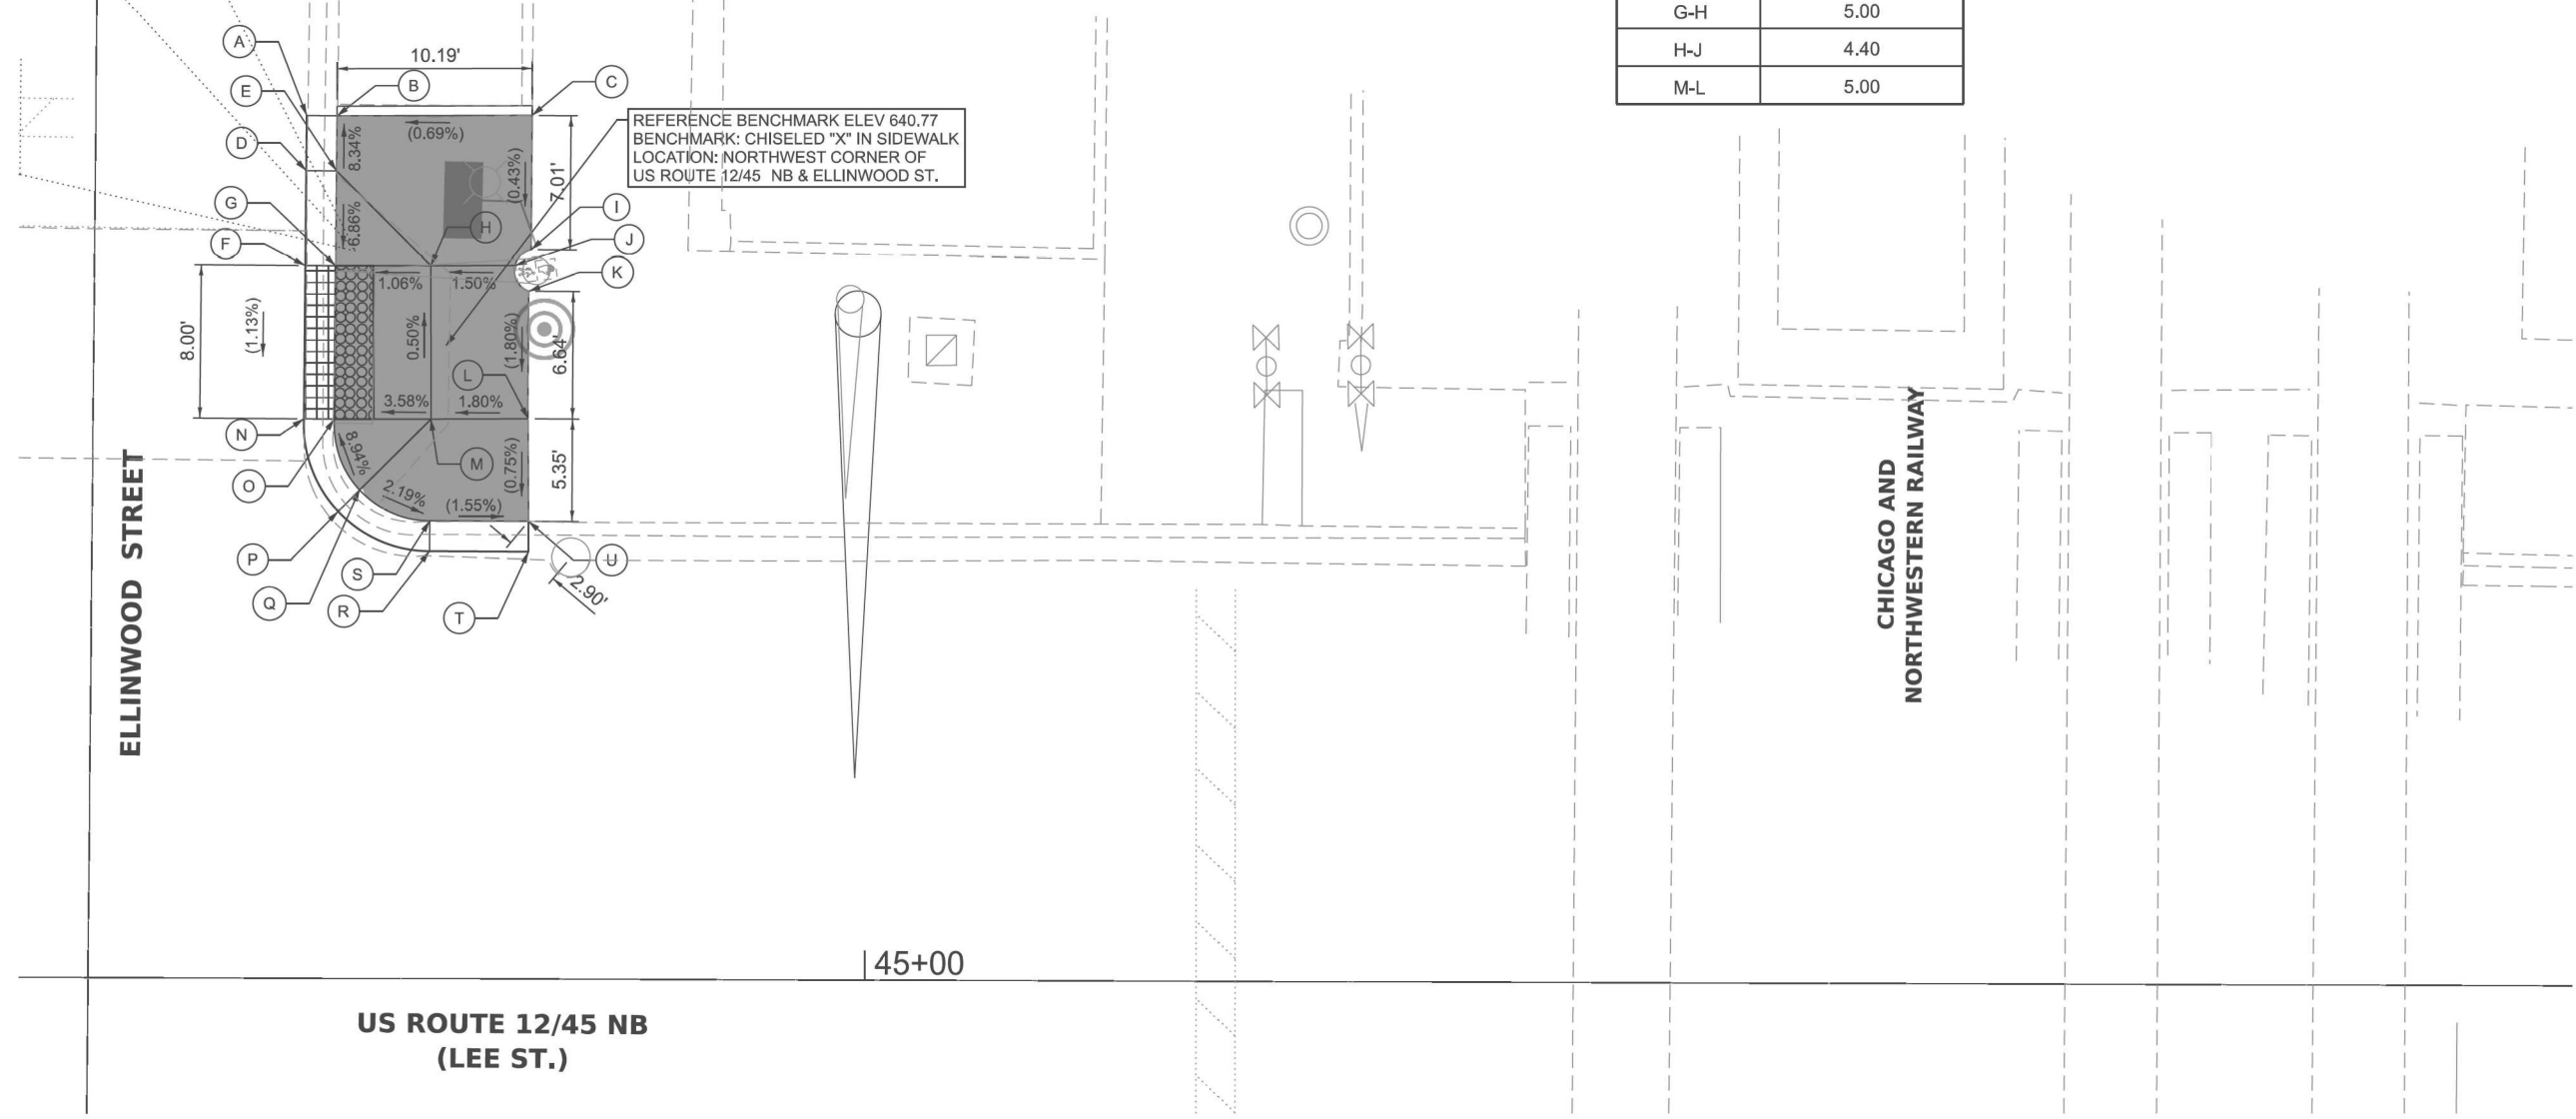 G-H 5.00
H-J 4.40
M-L 5.00
A
E
D
G
F
B
C
10.19'
(0.69%)
8.34%
6.86%
(0.43%)
7.01'
REFERENCE BENCHMARK ELEV 640.77
BENCHMARK: CHISELED "X" IN SIDEWALK
LOCATION: NORTHWEST CORNER OF
US ROUTE 12/45 NB & ELLINWOOD ST.
H
I
J
K
1.06%
1.50%
8.00'
(1.13%)
0.50%
(1.80%)
6.64'
L
3.58%
1.80%
N
O
M
8.94%
2.19%
(1.55%)
(0.75%)
5.35'
P
S
Q
R
T
U
2.90'
ELLINWOOD STREET
CHICAGO AND
NORTHWESTERN RAILWAY
45+00
US ROUTE 12/45 NB
(LEE ST.)